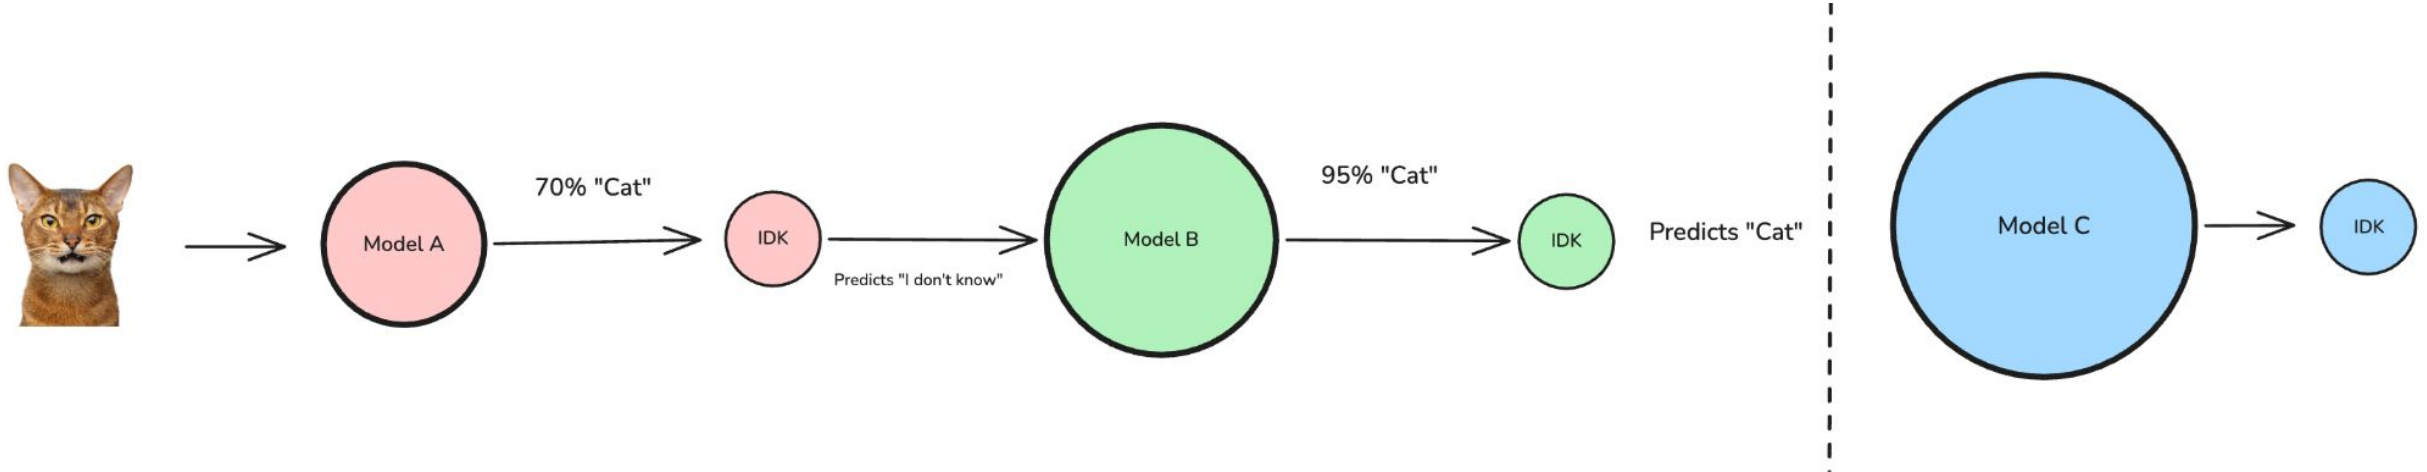 Model A
70% "Cat"
IDK
Predicts "I don't know"
Model B
95% "Cat"
IDK
Predicts "Cat"
Model C
IDK